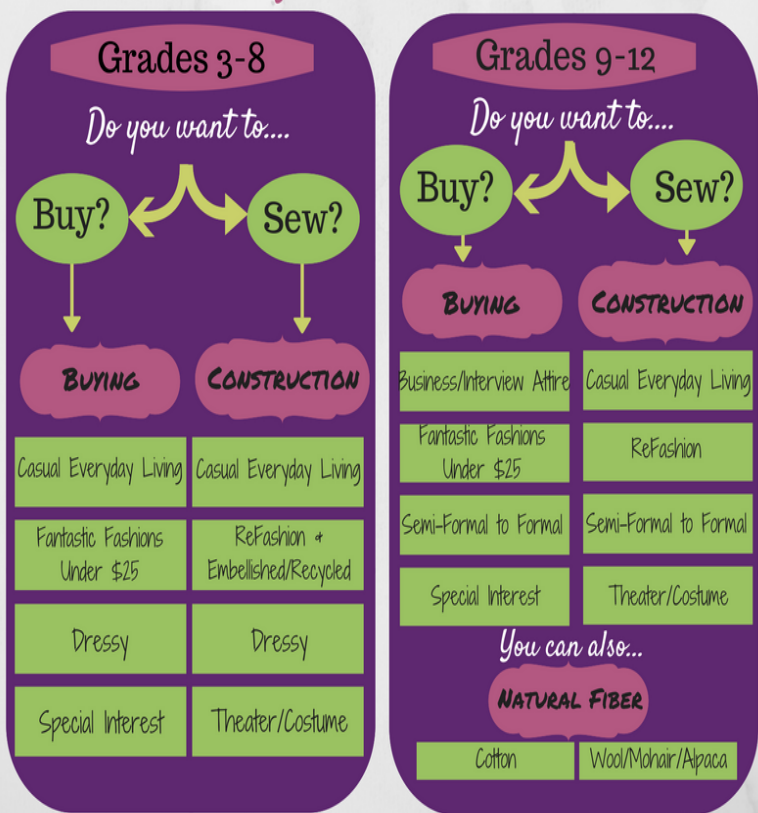 Grades 3-8
Do you want to....
Buy?
Sew?
BUYING
CONSTRUCTION
Casual Everyday Living
Casual Everyday Living
Fantastic Fashions
Under $25
ReFashion &
Embellished/Recycled
Dressy
Dressy
Special Interest
Theater/Costume
Grades 9-12
Do you want to....
Buy?
Sew?
BUYING
CONSTRUCTION
Business/Interview Attire
Casual Everyday Living
Fantastic Fashions
Under $25
ReFashion
Semi-Formal to Formal
Semi-Formal to Formal
Special Interest
Theater/Costume
You can also...
NATURAL FIBER
Cotton
Wool/Mohair/Alpaca